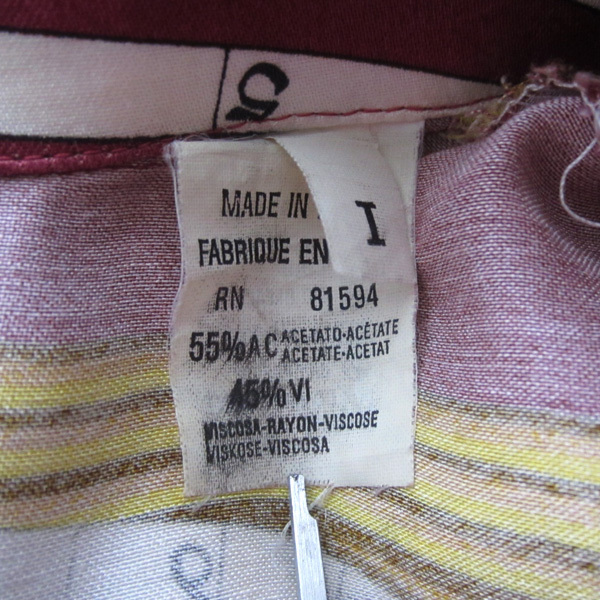 MADE IN
I
FABRIQUE EN
RN 81594
55% AC ACETATO-ACÉTATE
ACETATE-ACETAT
45% VI
VISCOSA-RAYON-VISCOSE
VISKOSE-VISCOSA